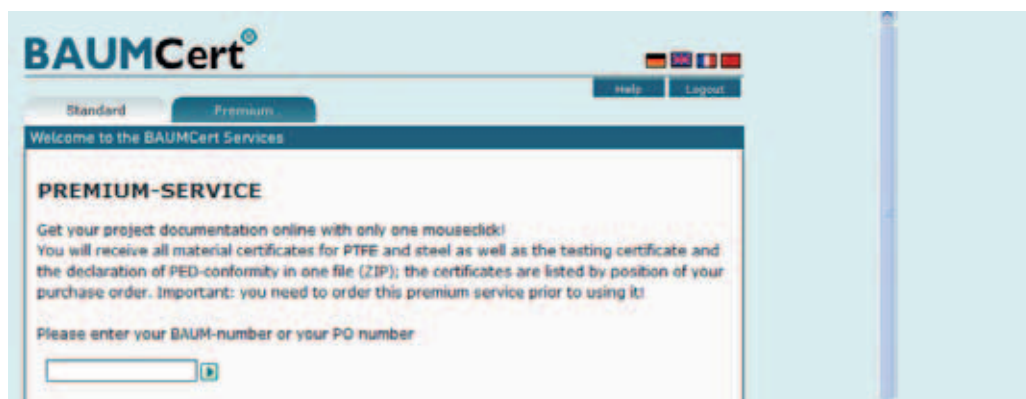 BAUMCert®
Help Logout
Standard Premium
Welcome to the BAUMCert Services
PREMIUM-SERVICE
Get your project documentation online with only one mouseclick!
You will receive all material certificates for PTFE and steel as well as the testing certificate and
the declaration of PED-conformity in one file (ZIP); the certificates are listed by position of your
purchase order. Important: you need to order this premium service prior to using it!
Please enter your BAUM-number or your PO number